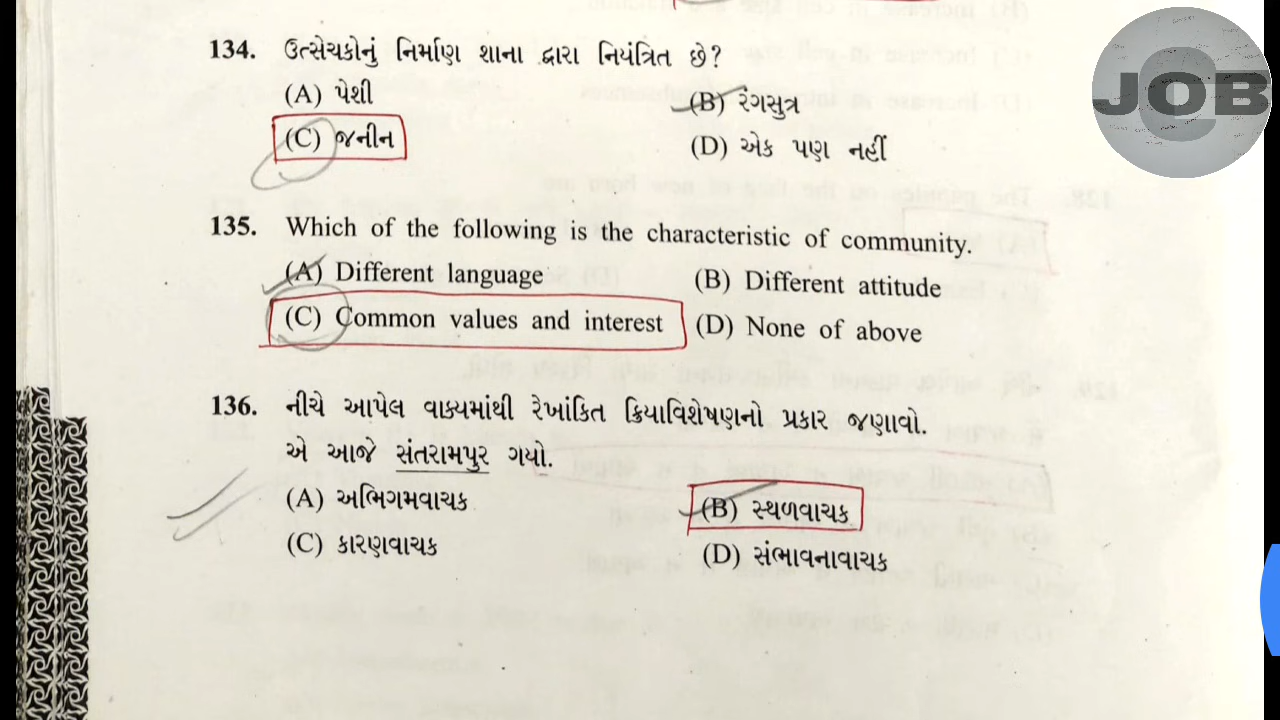 134. ઉત્સેચકોનું નિર્માણ શાના દ્વારા નિયંત્રિત છે?
(A) પેશી (B) રંગસુત્ર
(C) જનીન (D) એક પણ નહીં
135. Which of the following is the characteristic of community.
(A) Different language (B) Different attitude
(C) Common values and interest (D) None of above
136. નીચે આપેલ વાક્યમાંથી રેખાંકિત ક્રિયાવિશેષણનો પ્રકાર જણાવો.
એ આજે સંતરામપુર ગયો.
(A) અભિગમવાચક (B) સ્થળવાચક
(C) કારણવાચક (D) સંભાવનાવાચક
JOB